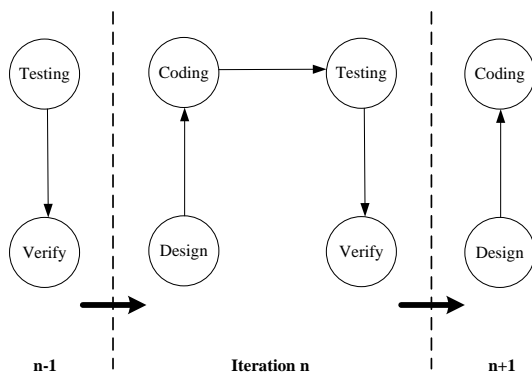 Testing
Coding
Testing
Coding
Verify
Design
Verify
Design
n-1
Iteration n
n+1